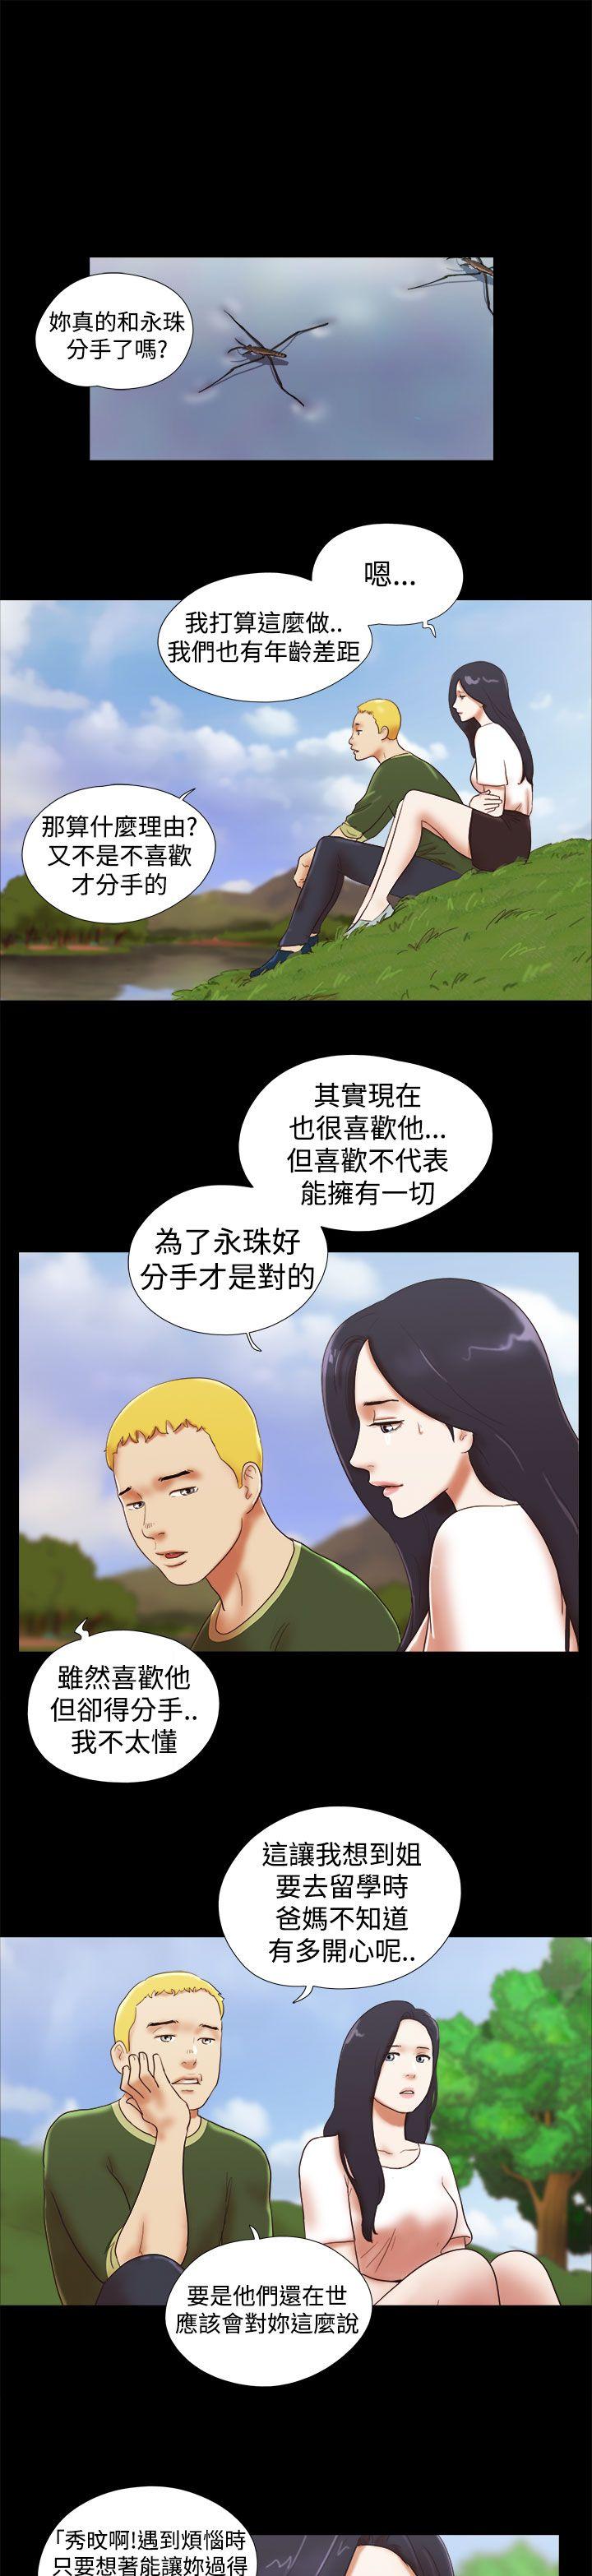 妳真的和永珠
分手了嗎?
嗯...
我打算這麼做..
我們也有年齡差距
那算什麼理由?
又不是不喜歡
才分手的
其實現在
也很喜歡他...
但喜歡不代表
能擁有一切
為了永珠好
分手才是對的
雖然喜歡他
但卻得分手..
我不太懂
這讓我想到姐
要去留學時
爸媽不知道
有多開心呢..
要是他們還在世
應該會對妳這麼說
「秀旼啊!遇到煩惱時
只要想著能讓妳過得